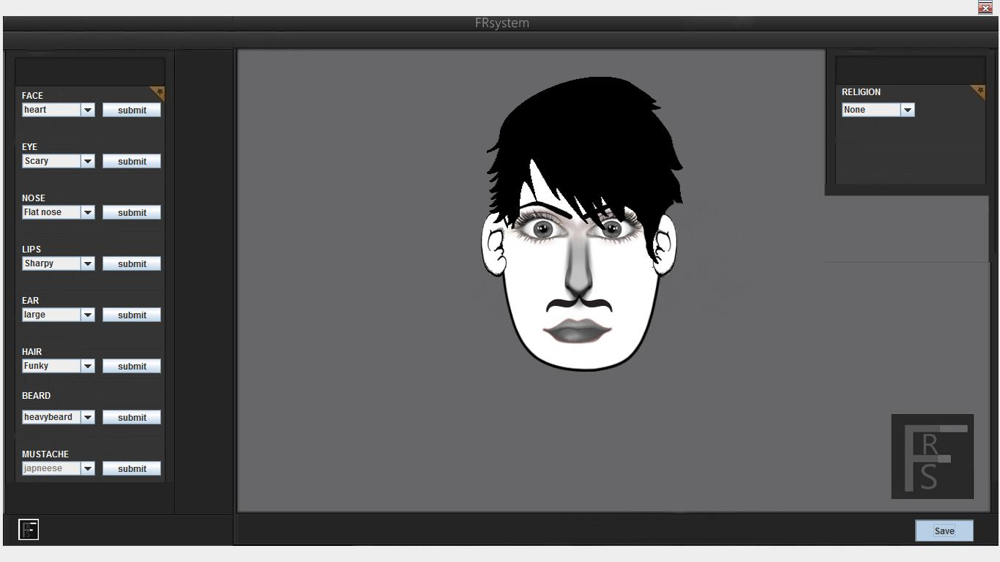 FRsystem
FACE
heart
submit
EYE
Scary
submit
NOSE
Flat nose
submit
LIPS
Sharpy
submit
EAR
large
submit
HAIR
Funky
submit
BEARD
heavybeard
submit
MUSTACHE
japneese
submit
RELIGION
None
FRS
FRS
Save